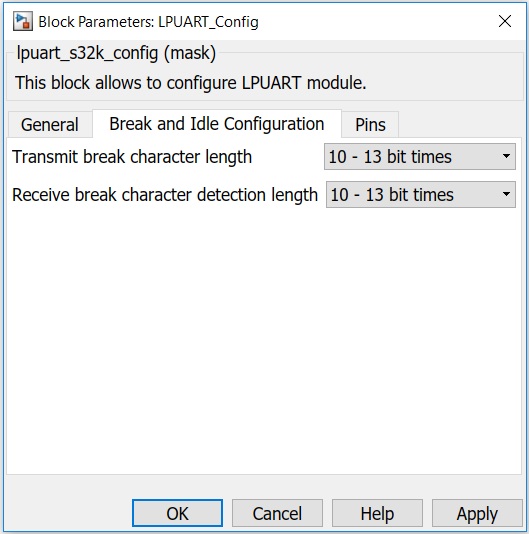 Block Parameters: LPUART_Config
lpuart_s32k_config (mask)
This block allows to configure LPUART module.
General Break and Idle Configuration Pins
Transmit break character length 10 - 13 bit times
Receive break character detection length 10 - 13 bit times
OK Cancel Help Apply